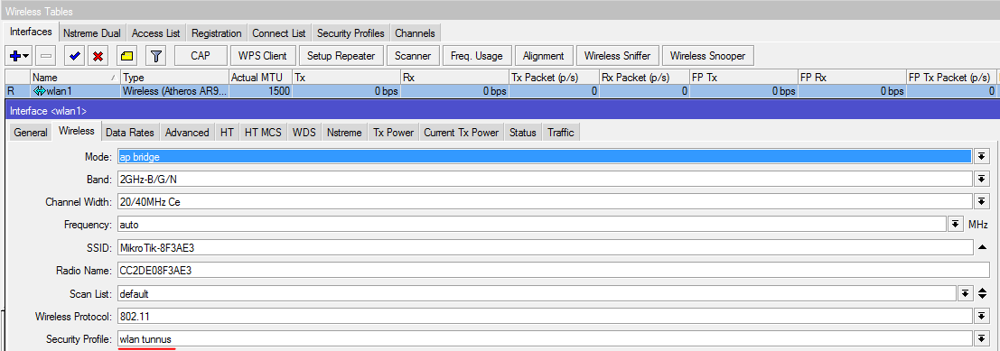 Wireless Tables
Interfaces Nstreme Dual Access List Registration Connect List Security Profiles Channels
CAP WPS Client Setup Repeater Scanner Freq. Usage Alignment Wireless Sniffer Wireless Snooper
Name Type Actual MTU Tx Rx Tx Packet (p/s) Rx Packet (p/s) FP Tx FP Rx FP Tx Packet (p/s)
R wlan1 Wireless (Atheros AR9... 1500 0 bps 0 bps 0 0 0 bps 0 bps 0
Interface <wlan1>
General Wireless Data Rates Advanced HT HT MCS WDS Nstreme Tx Power Current Tx Power Status Traffic
Mode: ap bridge
Band: 2GHz-B/G/N
Channel Width: 20/40MHz Ce
Frequency: auto MHz
SSID: MikroTik-8F3AE3
Radio Name: CC2DE08F3AE3
Scan List: default
Wireless Protocol: 802.11
Security Profile: wlan tunnus